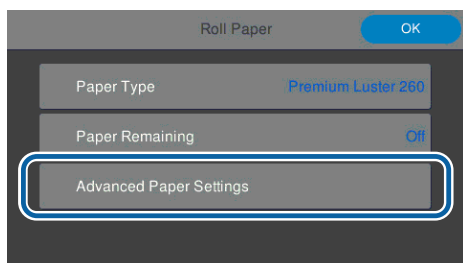 Roll Paper
OK
Paper Type Premium Luster 260
Paper Remaining Off
Advanced Paper Settings